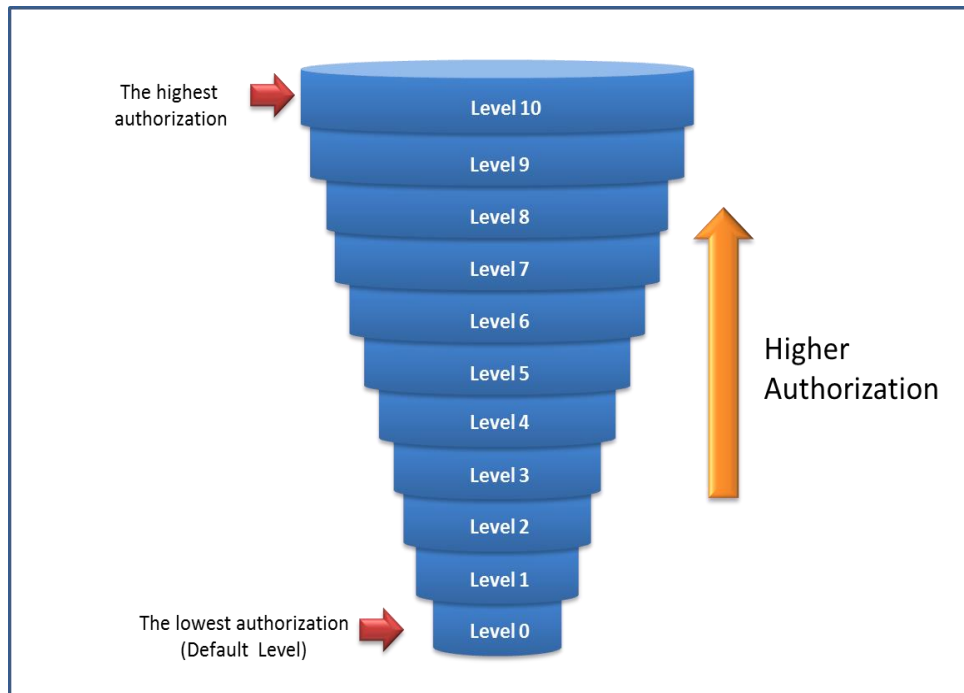 The highest
authorization
Level 10
Level 9
Level 8
Level 7
Level 6
Level 5
Level 4
Level 3
Level 2
Level 1
Level 0
Higher
Authorization
The lowest authorization
(Default Level)